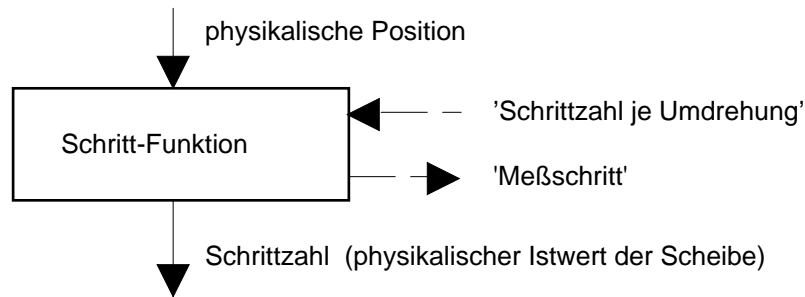 physikalische Position
’Schrittzahl je Umdrehung’
Schritt-Funktion
'Meßschritt'
Schrittzahl (physikalischer Istwert der Scheibe)